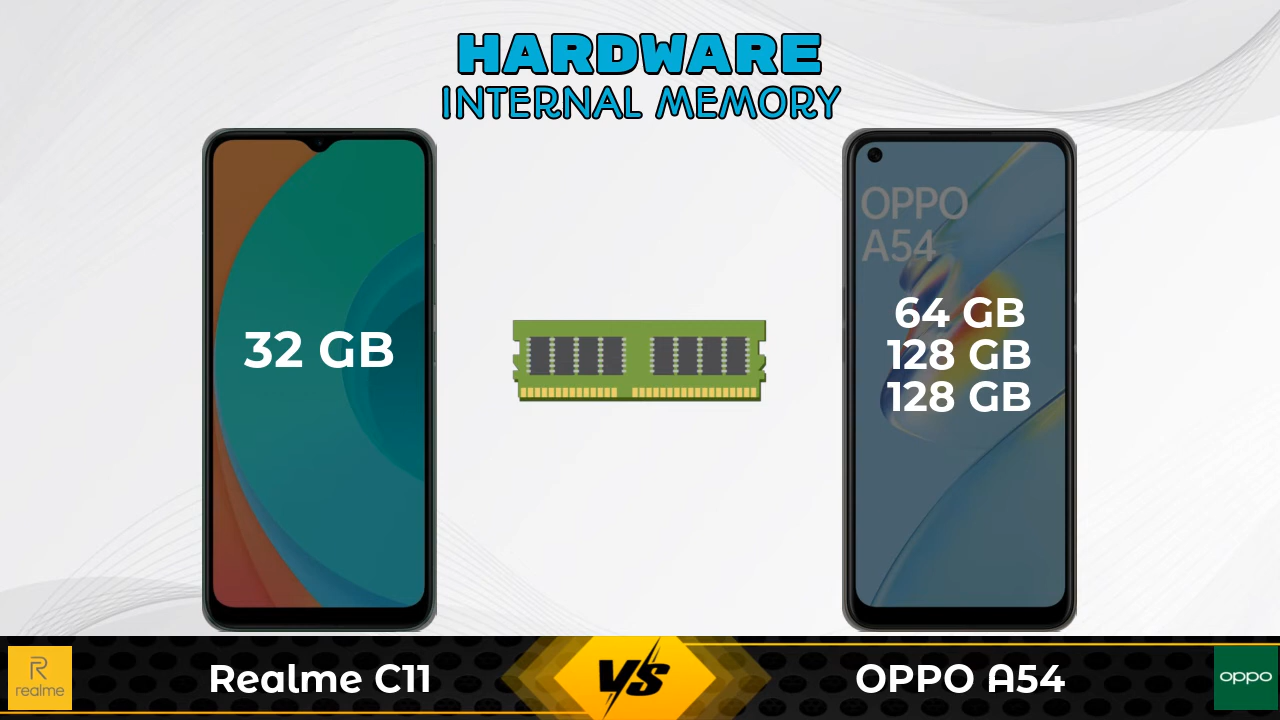 HARDWARE
INTERNAL MEMORY
32 GB
OPPO
A54
64 GB
128 GB
128 GB
realme
Realme C11
VS
OPPO A54
oppo